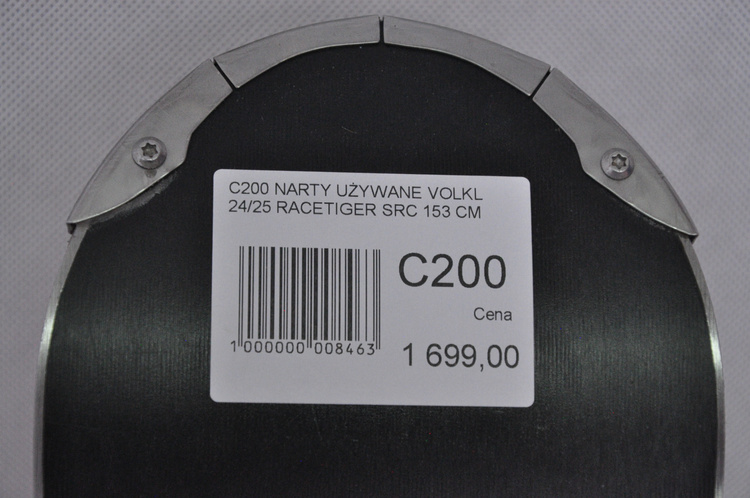 C200 NARTY UŻYWANE VOLKL
24/25 RACETIGER SRC 153 CM
C200
Cena
1 000000 008463
1 699,00